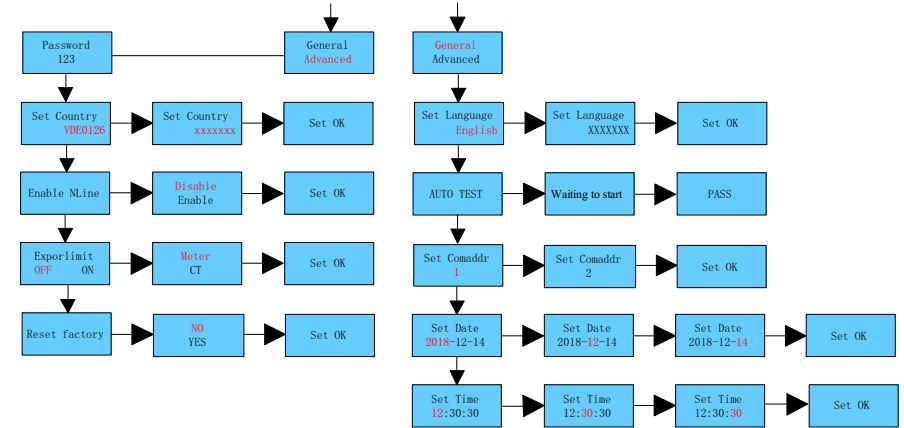 Password
123
General
Advanced
Set Country
VDE0126
Set Country
xxxxxxx
Set OK
Enable NLine
Disable
Enable
Set OK
Exporlimit
OFF ON
Meter
CT
Set OK
Reset factory
NO
YES
Set OK
General
Advanced
Set Language
English
Set Language
XXXXXXX
Set OK
AUTO TEST
Waiting to start
PASS
Set Comaddr
1
Set Comaddr
2
Set OK
Set Date
2018-12-14
Set Date
2018-12-14
Set Date
2018-12-14
Set OK
Set Time
12:30:30
Set Time
12:30:30
Set Time
12:30:30
Set OK